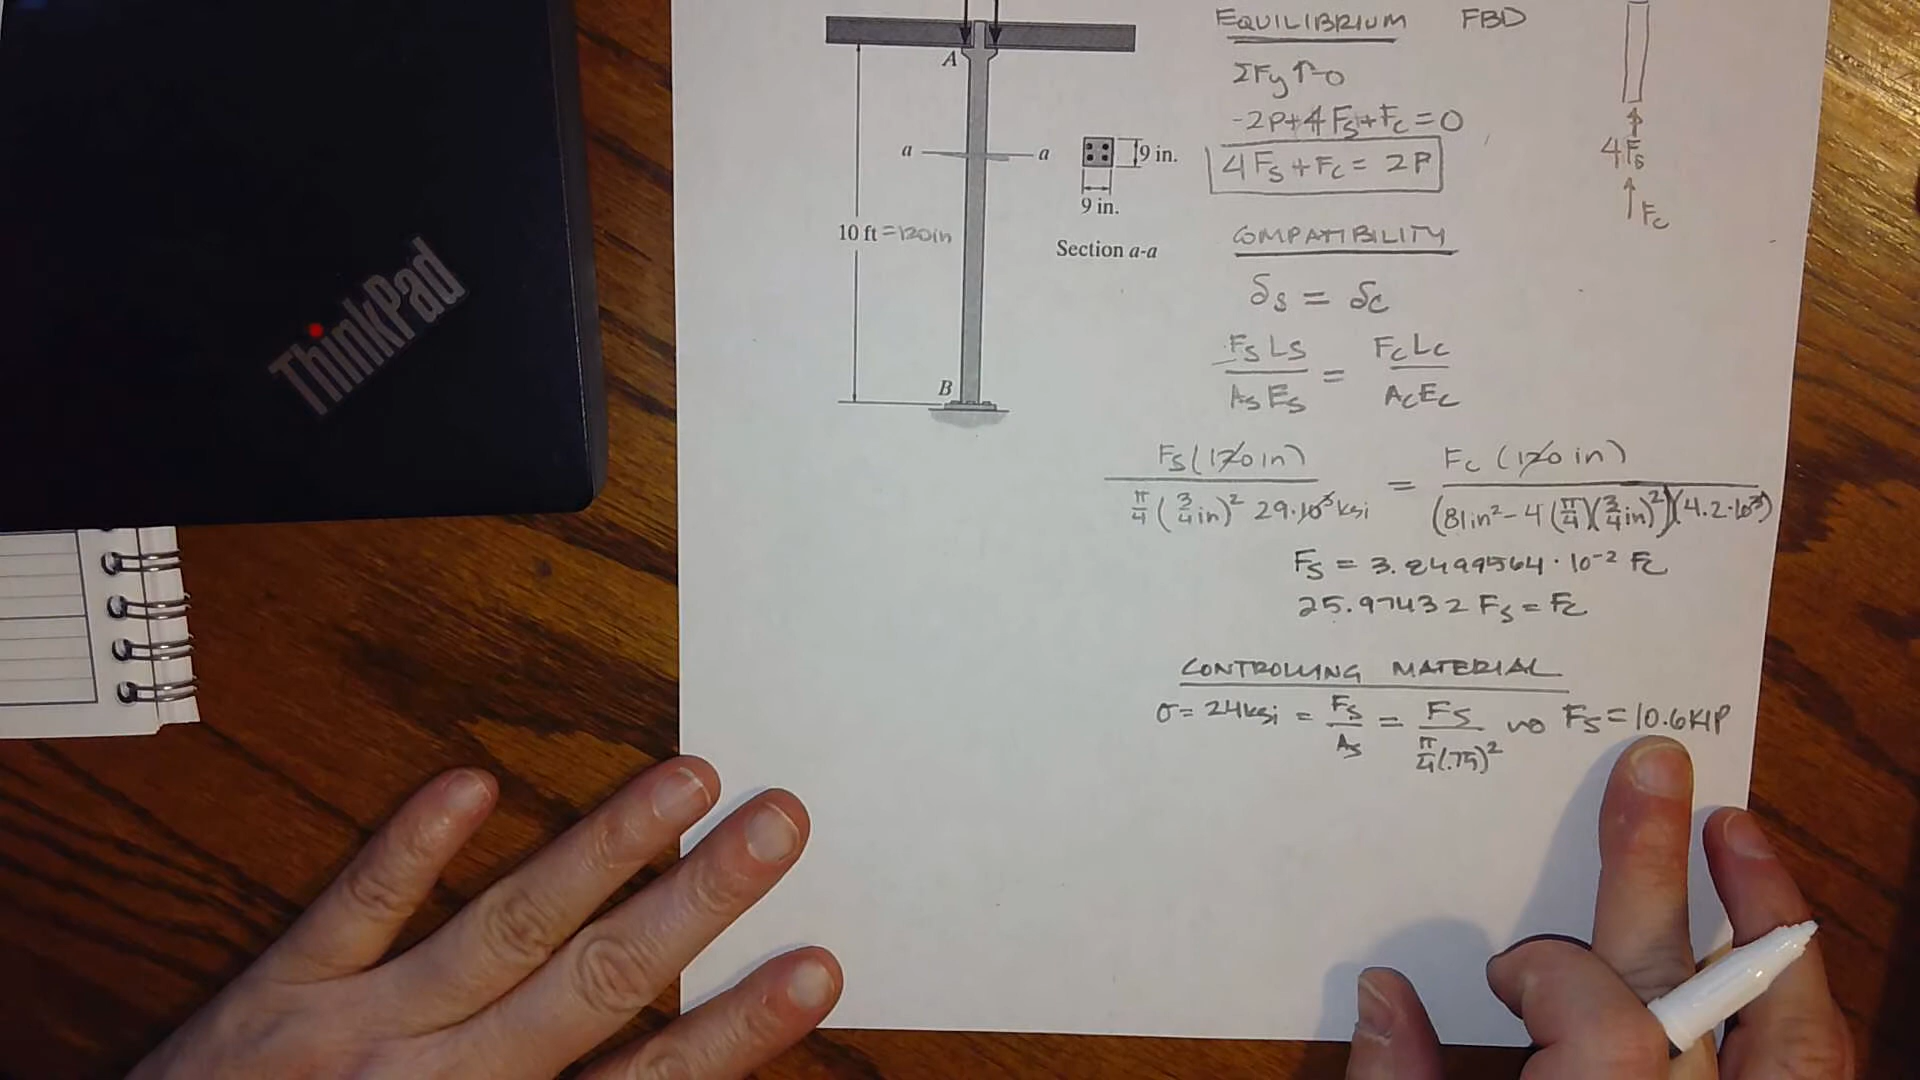 EQUILIBRIUM FBD
ΣFy↑=0
-2P+4Fs+Fc=0
4Fs+Fc= 2P
4Fs
Fc
A
a
a
9 in.
9 in.
Section a-a
10 ft =120in
B
ThinkPad
COMPATIBILITY
δs = δc
FsLs/AsEs = FcLc/AcEc
Fs(120in)/π/4(3/4in)² 29·10³ksi = Fc(120in)/(81in²-4(π/4)(3/4in)²)(4.2·10³)
Fs = 3.8499564·10⁻² Fc
25.97432 Fs = Fc
CONTROLLING MATERIAL
σ= 24ksi = Fs/As = Fs/π/4(.75)² Fs=10.6KIP